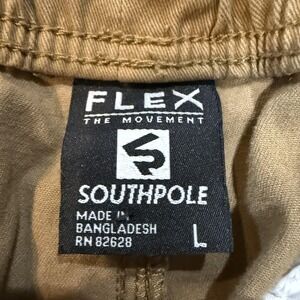 FLEX
THE MOVEMENT
SOUTHPOLE
MADE IN
BANGLADESH
RN 82628
L